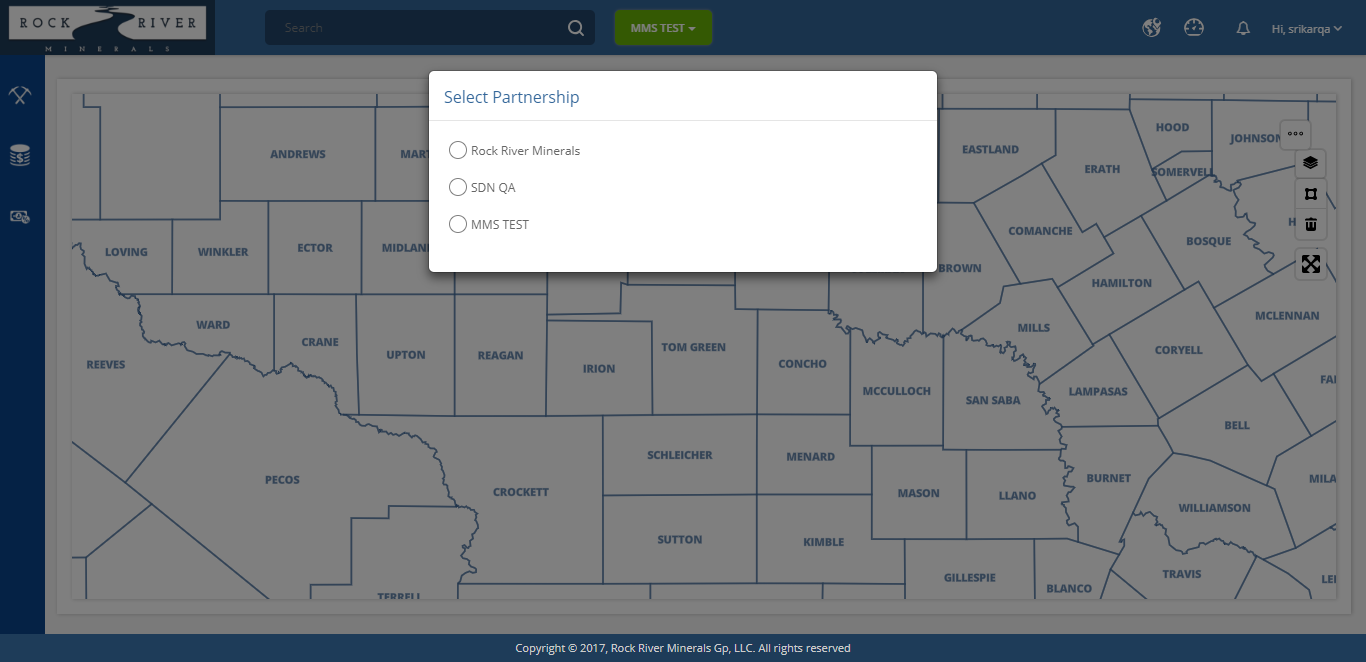 ROCK RIVER
MINERALS
Search
MMS TEST
Hi, srikarqa
Select Partnership
Rock River Minerals
SDN QA
MMS TEST
HOOD
JOHNSON
ANDREWS
MART
EASTLAND
ERATH
SOMERVELL
LOVING
WINKLER
ECTOR
MIDLAN
COMANCHE
BOSQUE
H
BROWN
HAMILTON
WARD
CRANE
UPTON
REAGAN
IRION
TOM GREEN
CONCHO
MILLS
MCLENNAN
REEVES
CORYELL
MCCULLOCH
SAN SABA
LAMPASAS
FAL
BELL
SCHLEICHER
MENARD
PECOS
CROCKETT
MASON
LLANO
BURNET
MILA
WILLIAMSON
SUTTON
KIMBLE
GILLESPIE
BLANCO
TRAVIS
LEE
TERRELL
Copyright © 2017, Rock River Minerals Gp, LLC. All rights reserved